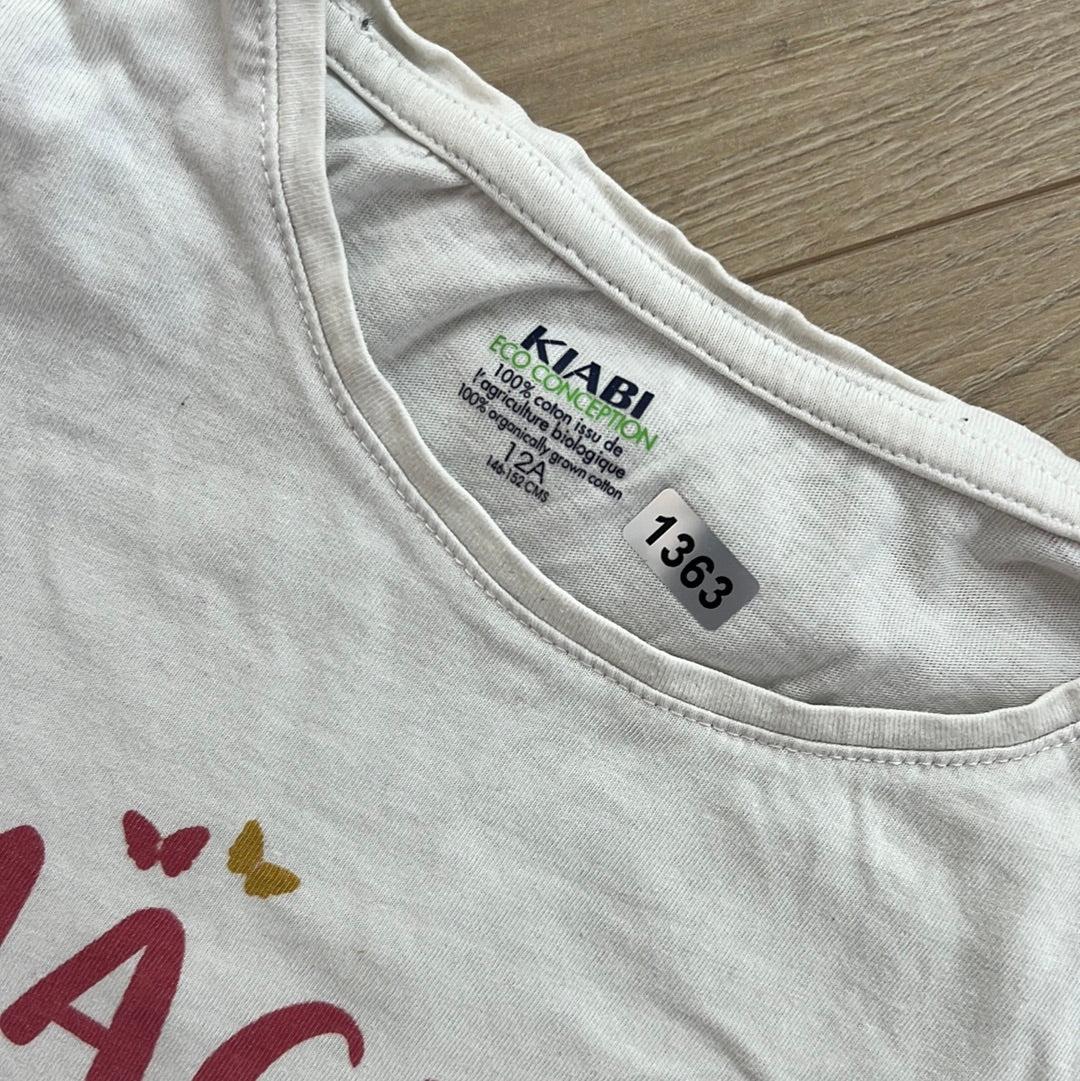 KIABI
ECO CONCEPTION
100% coton issu de
l'agriculture biologique
100% organically grown cotton
12A
146-152 CMS
1363